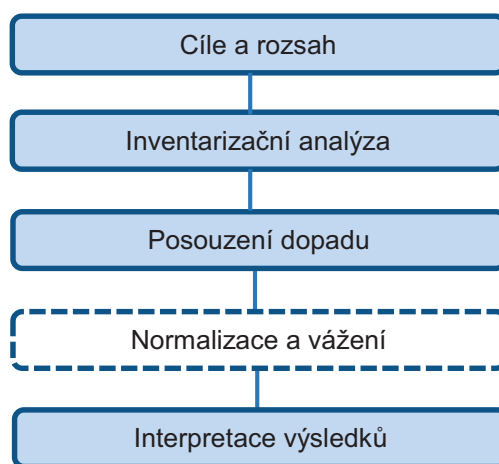 Cíle a rozsah
Inventarizační analýza
Posouzení dopadu
Normalizace a vážení
Interpretace výsledků